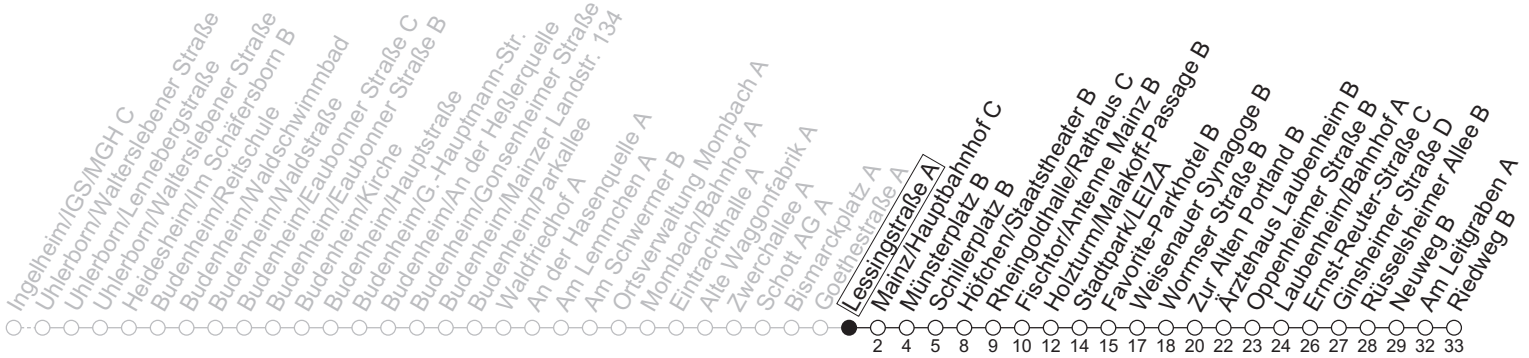 Ingelheim/IGS/MGH C
Uhlerborn/Walterslebener Straße
Uhlerborn/Lennebergstraße
Uhlerborn/Walterslebener Straße
Heidesheim/Im Schäfersborn B
Budenheim/Reitschule
Budenheim/Waldschwimmbad
Budenheim/Waldstraße
Budenheim/Eaubonner Straße C
Budenheim/Eaubonner Straße B
Budenheim/Kirche
Budenheim/Hauptstraße
Budenheim/G.-Hauptmann-Str.
Budenheim/An der Heßlerquelle
Budenheim/Gonsenheimer Straße
Budenheim/Mainzer Landstr. 134
Budenheim/Parkallee
Waldfriedhof A
An der Hasenquelle A
Am Lemmchen A
Am Schwermer B
Ortsverwaltung Mombach A
Mombach/Bahnhof A
Eintrachthalle A
Alte Waggonfabrik A
Zwerchallee A
Schott AG A
Bismarckplatz A
Goethestraße A
Lessingstraße A
Mainz/Hauptbahnhof C
Münsterplatz B
Schillerplatz B
Höfchen/Staatstheater B
Rheingoldhalle/Rathaus C
Fischtor/Antenne Mainz B
Holzturm/Malakoff-Passage B
Stadtpark/LEIZA
Favorite-Parkhotel B
Weisenauer Synagoge B
Wormser Straße B
Zur Alten Portland B
Ärztehaus Laubenheim B
Oppenheimer Straße B
Laubenheim/Bahnhof A
Ernst-Reuter-Straße C
Ginsheimer Straße D
Rüsselsheimer Allee B
Neuweg B
Am Leitgraben A
Riedweg B
2 4 5 8 9 10 12 14 15 17 18 20 22 23 24 26 27 28 29 32 33